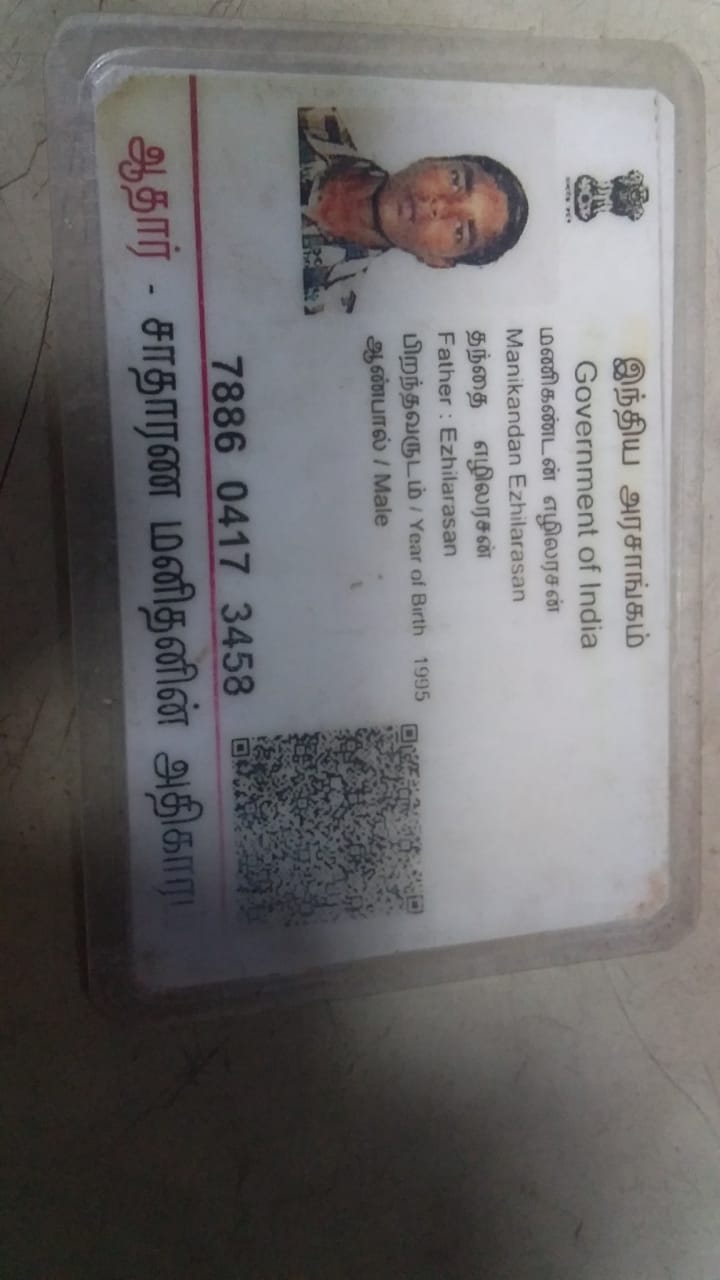 இந்திய அரசாங்கம்
Government of India
மணிகண்டன் எழிலரசன்
Manikandan Ezhilarasan
தந்தை எழிலரசன்
Father : Ezhilarasan
பிறந்தவருடம் / Year of Birth 1995
ஆண்பால் / Male
7886 0417 3458
ஆதார் - சாதாரண மனிதனின் அதிகார